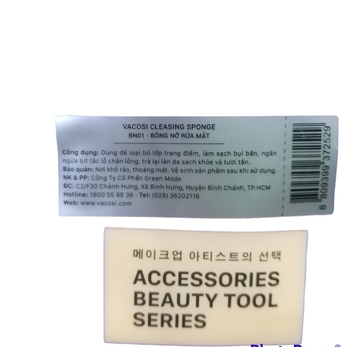 VACOSI CLEASING SPONGE
BN01 - BÔNG NỞ RỬA MẶT
Công dụng: Dùng để loại bỏ lớp trang điểm, làm sạch bụi bẩn, ngăn
ngừa bít tắc lỗ chân lông, trả lại làn da sạch khỏe và tươi tắn.
Bảo quản: Nơi khô ráo, thoáng mát. Vệ sinh sản phẩm sau khi sử dụng.
NK & PP: Công Ty Cổ Phần Green Mode
ĐC: C3/F30 Chánh Hưng, Xã Bình Hưng, Huyện Bình Chánh, TP.HCM
Hotline: 1800 55 88 38 - Tel: (028) 36202116
Web: www.vacosi.com
8 809399 372529
메이크업 아티스트의 선택
ACCESSORIES
BEAUTY TOOL
SERIES